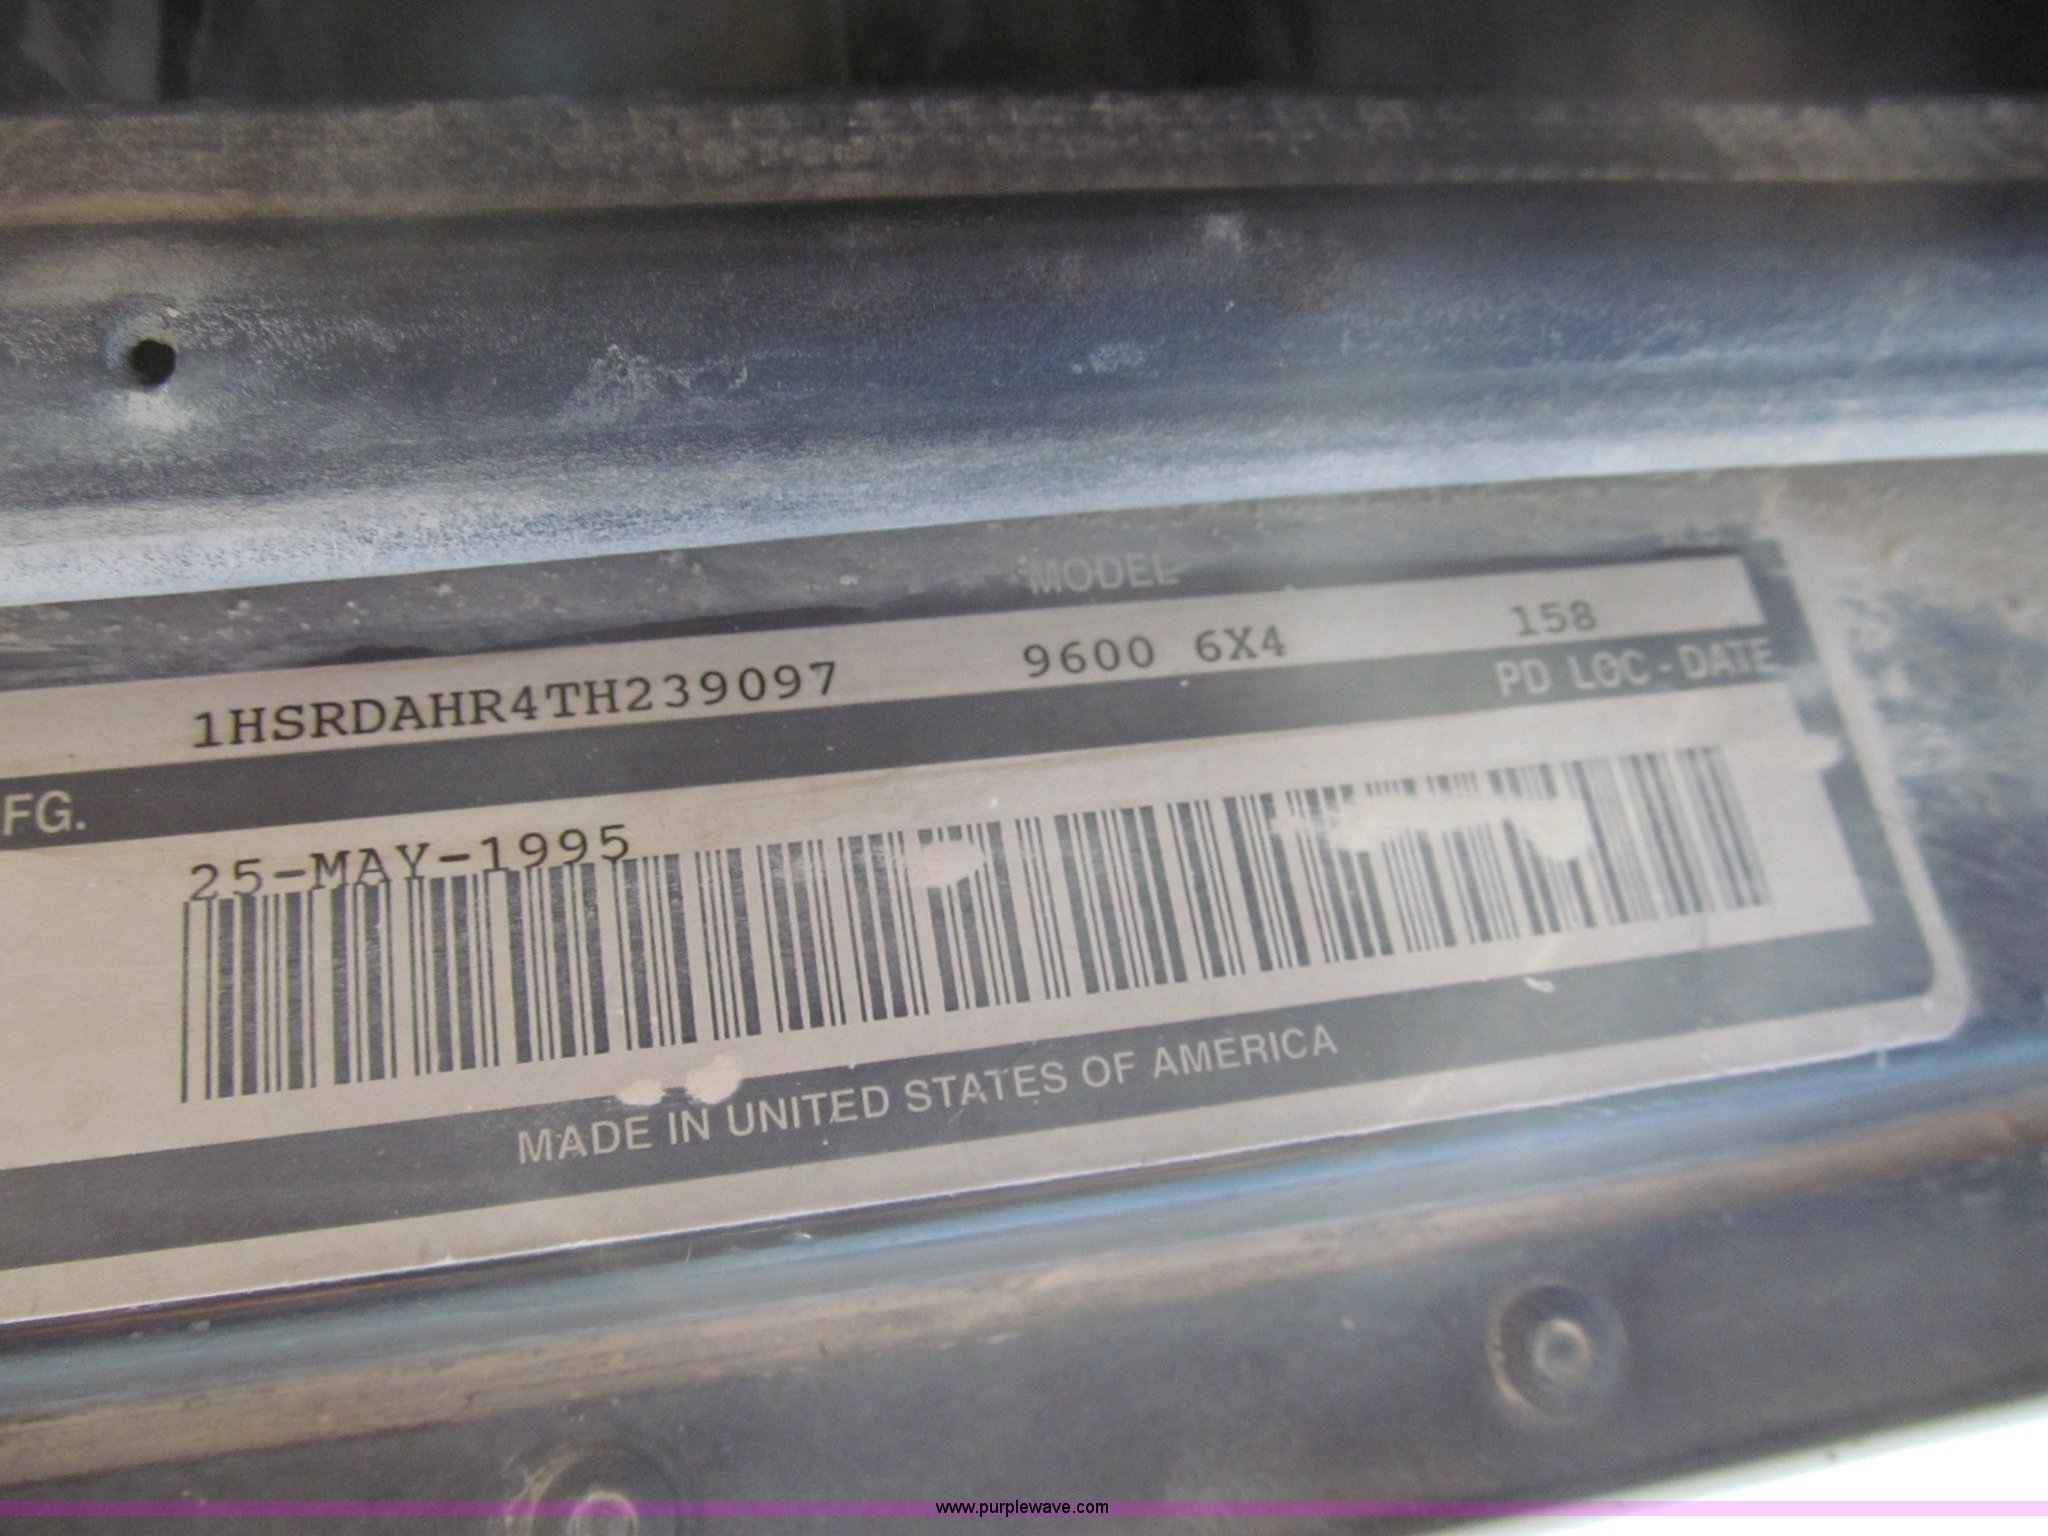 MODEL
1HSRDAHR4TH239097 9600 6X4 158
FG. PD LOC-DATE
25-MAY-1995
MADE IN UNITED STATES OF AMERICA
www.purplewave.com